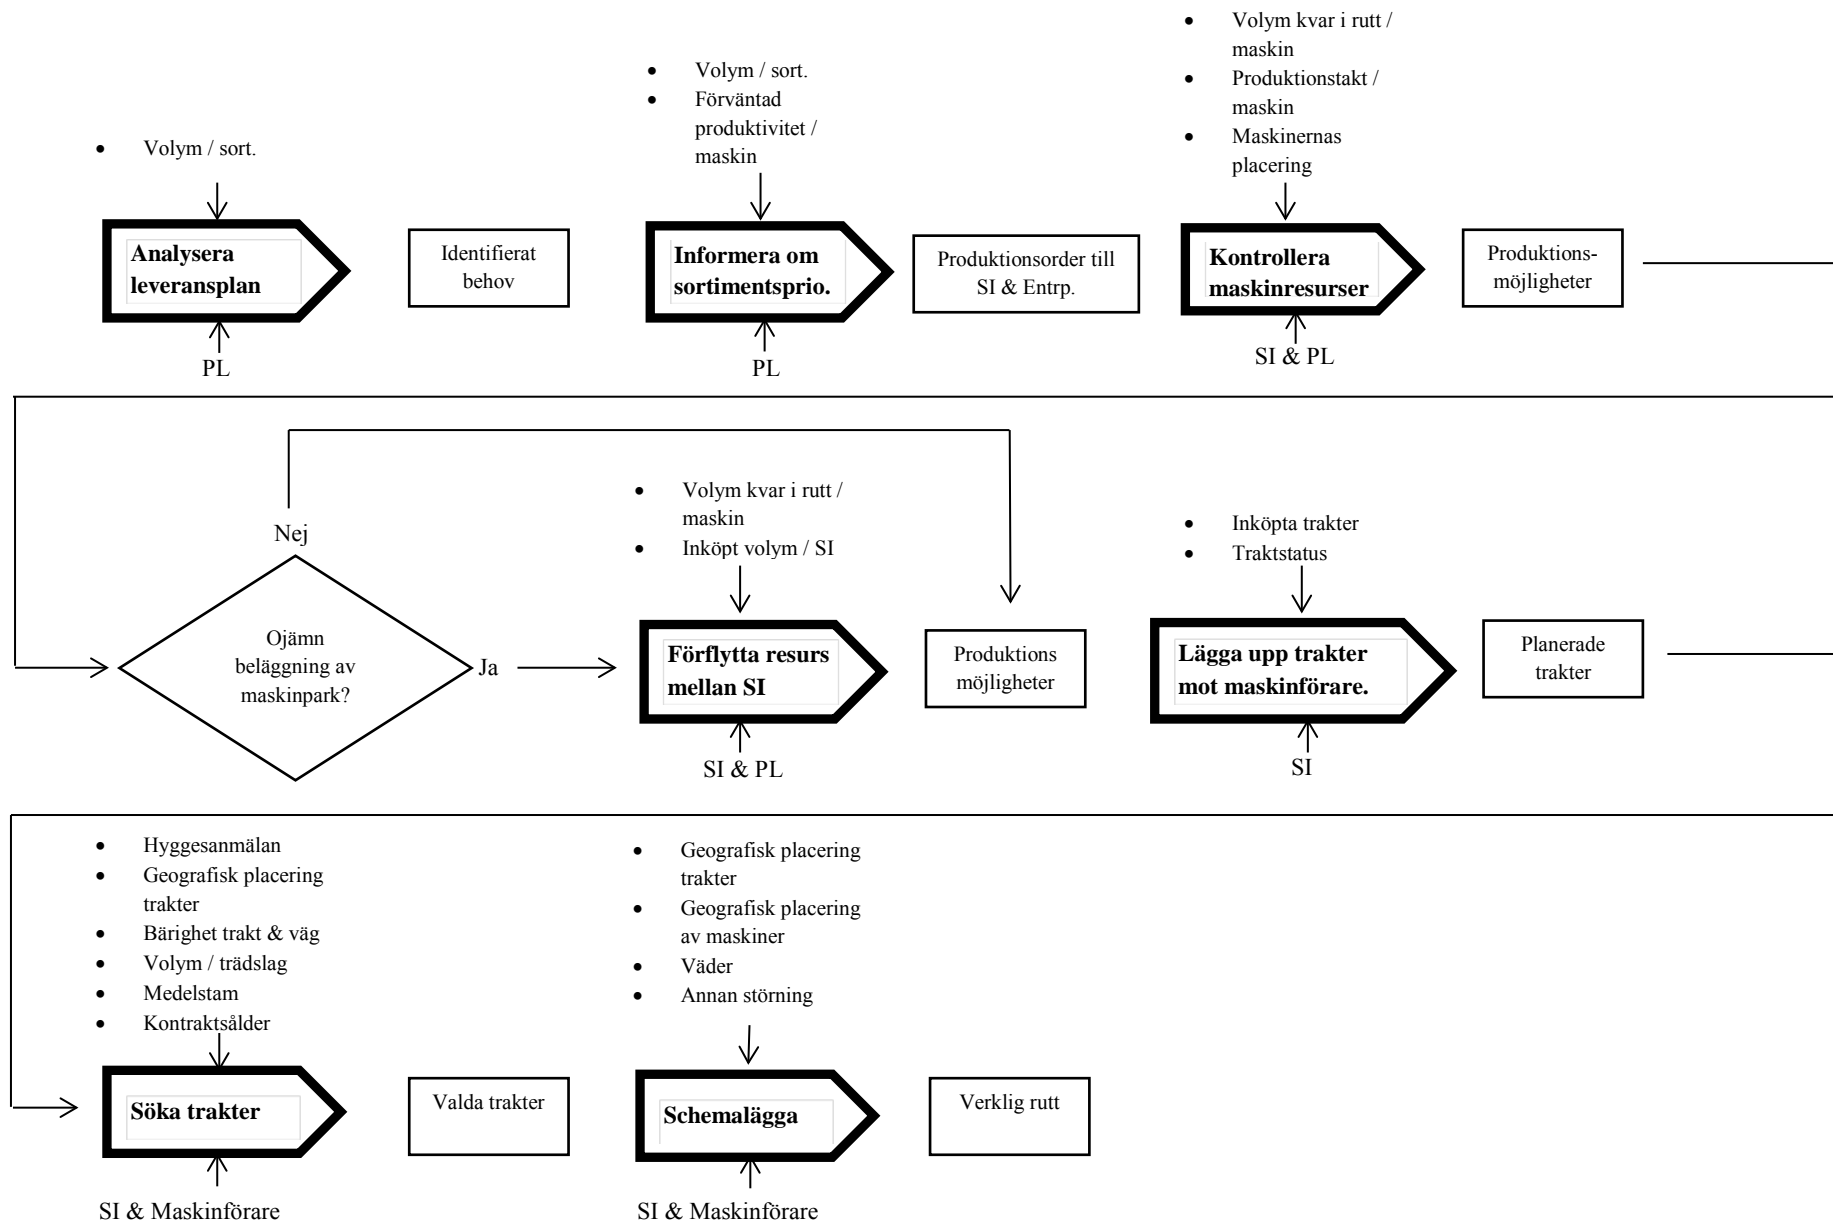 • Volym / sort.
• Volym / sort.
• Förväntad
produktivitet /
maskin
• Volym kvar i rutt /
maskin
• Produktionstakt /
maskin
• Maskinernas
placering
Analysera
leveransplan
Identifierat
behov
Informera om
sortimentsprio.
Produktionsorder till
SI & Entrp.
Kontrollera
maskinresurser
Produktions-
möjligheter
PL
PL
SI & PL
Nej
Ojämn
beläggning av
maskinpark?
Ja
• Volym kvar i rutt /
maskin
• Inköpt volym / SI
Förflytta resurs
mellan SI
SI & PL
Produktions
möjligheter
• Inköpta trakter
• Traktstatus
Lägga upp trakter
mot maskinförare.
SI
Planerade
trakter
• Hyggesanmälan
• Geografisk placering
trakter
• Bärighet trakt & väg
• Volym / trädslag
• Medelstam
• Kontraktsålder
Söka trakter
SI & Maskinförare
Valda trakter
• Geografisk placering
trakter
• Geografisk placering
av maskiner
• Väder
• Annan störning
Schemalägga
SI & Maskinförare
Verklig rutt